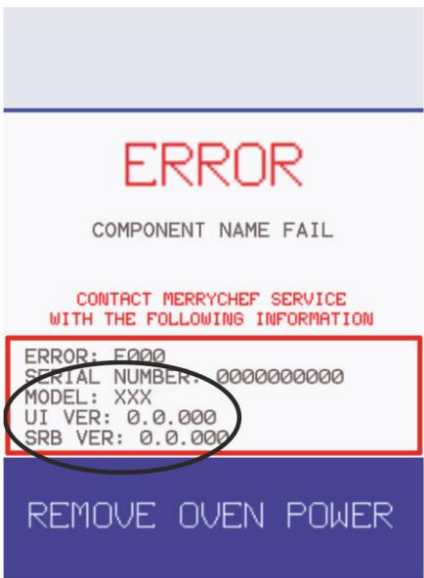 ERROR
COMPONENT NAME FAIL
CONTACT MERRYCHEF SERVICE
WITH THE FOLLOWING INFORMATION
ERROR: E000
SERIAL NUMBER: 0000000000
MODEL: XXX
UI VER: 0.0.000
SRB VER: 0.0.000
REMOVE OVEN POWER